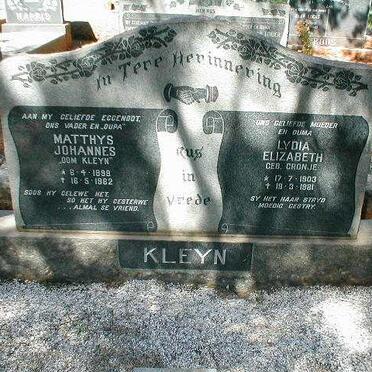 HARRIS
In Tere Herinnering
AAN MY GELIEFDE EGGENOOT,
ONS VADER EN „OUPA"
MATTHYS
JOHANNES
„OOM KLEYN"
* 6-4-1899
✝ 16-5-1982
SOOS HY GELEWE HET,
SO HET HY GESTERWE
...ALMAL SE VRIEND.
Rus
in
vrede
ONS GELIEFDE MOEDER
EN OUMA
LYDIA
ELIZABETH
GEB. CRONJE
* 17-7-1903
✝ 19-3-1981
SY HET HAAR STRYD
MOEDIG GESTRY.
KLEYN